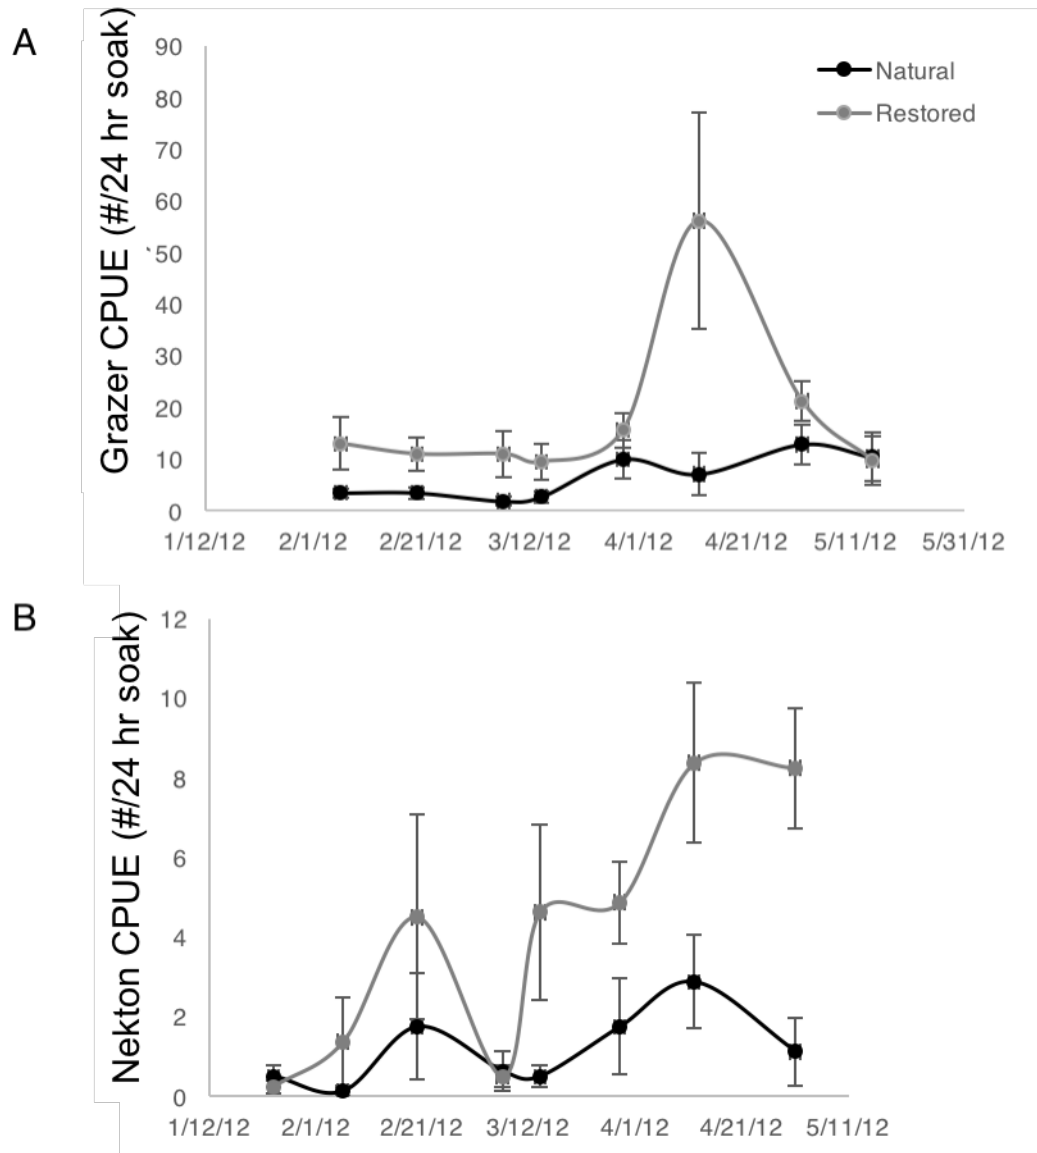 A
Grazer CPUE (#/24 hr soak)
90
80
70
60
50
40
30
20
10
0
Natural
Restored
1/12/12 2/1/12 2/21/12 3/12/12 4/1/12 4/21/12 5/11/12 5/31/12
B
Nekton CPUE (#/24 hr soak)
12
10
8
6
4
2
0
1/12/12 2/1/12 2/21/12 3/12/12 4/1/12 4/21/12 5/11/12